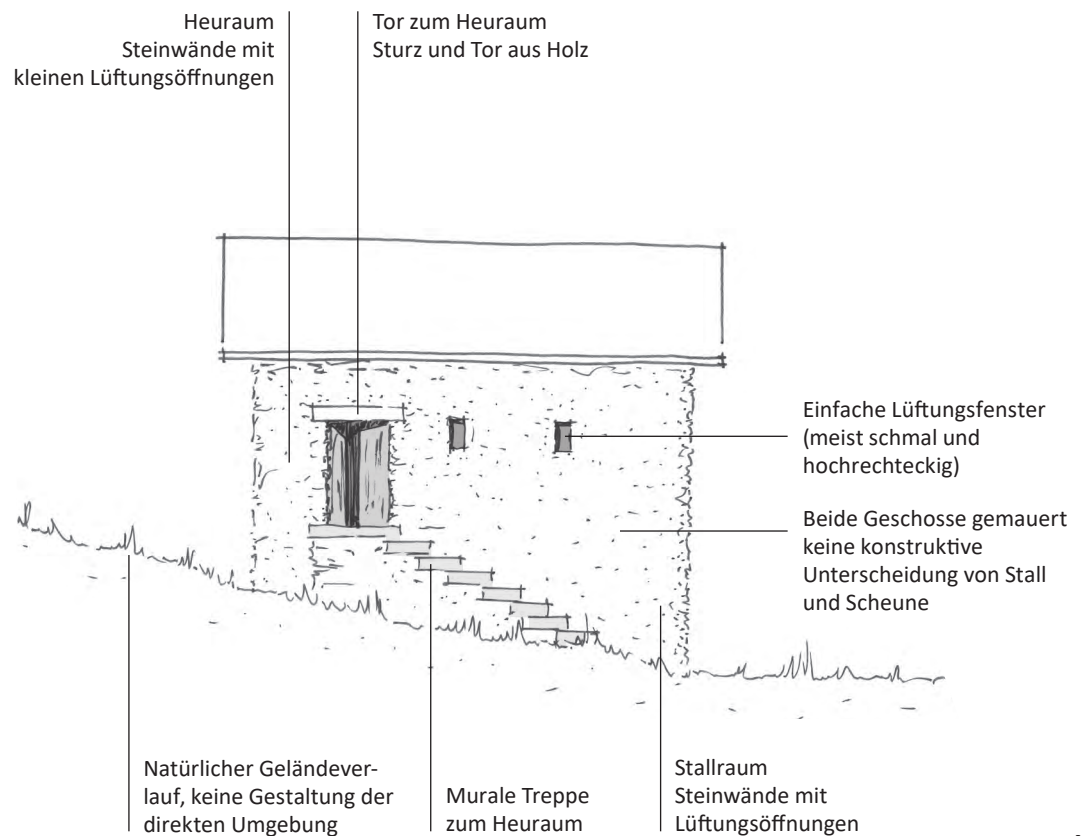 Heuraum
Steinwände mit
kleinen Lüftungsöffnungen
Tor zum Heuraum
Sturz und Tor aus Holz
Einfache Lüftungsfenster
(meist schmal und
hochrechteckig)
Beide Geschosse gemauert
keine konstruktive
Unterscheidung von Stall
und Scheune
Natürlicher Geländever-
lauf, keine Gestaltung der
direkten Umgebung
Murale Treppe
zum Heuraum
Stallraum
Steinwände mit
Lüftungsöffnungen